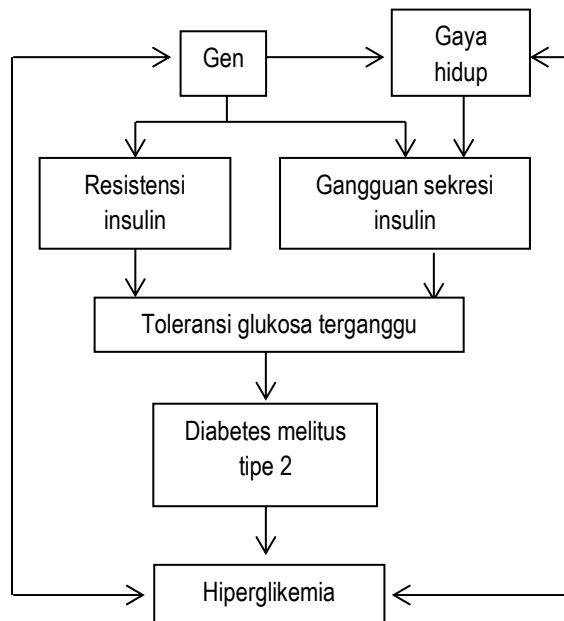 Gen
Gaya
hidup
Resistensi
insulin
Gangguan sekresi
insulin
Toleransi glukosa terganggu
Diabetes melitus
tipe 2
Hiperglikemia